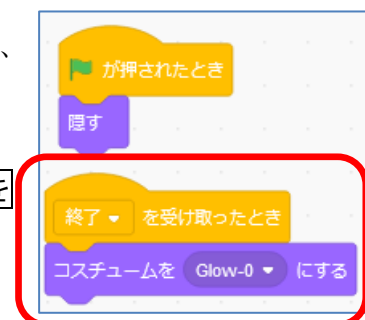 、
が押されたとき
隠す
を
終了 を受け取ったとき
コスチュームを Glow-0 にする